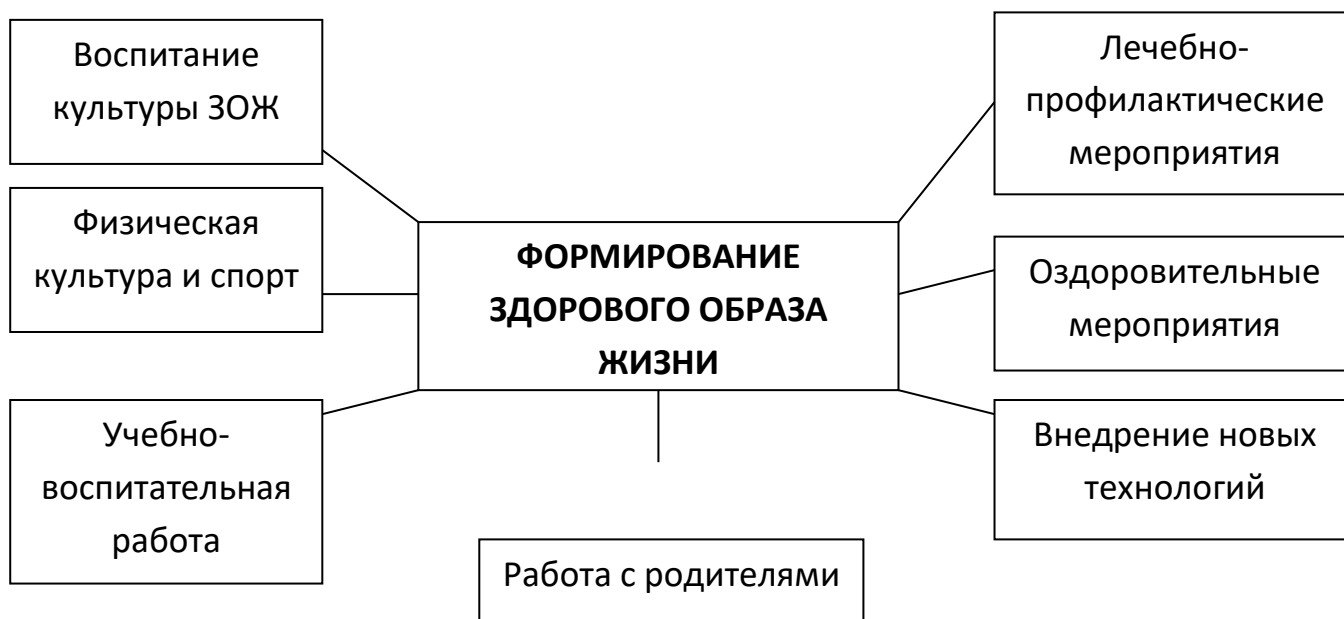 Воспитание
культуры ЗОЖ
Физическая
культура и спорт
Учебно-
воспитательная
работа
ФОРМИРОВАНИЕ
ЗДОРОВОГО ОБРАЗА
ЖИЗНИ
Работа с родителями
Лечебно-
профилактические
мероприятия
Оздоровительные
мероприятия
Внедрение новых
технологий